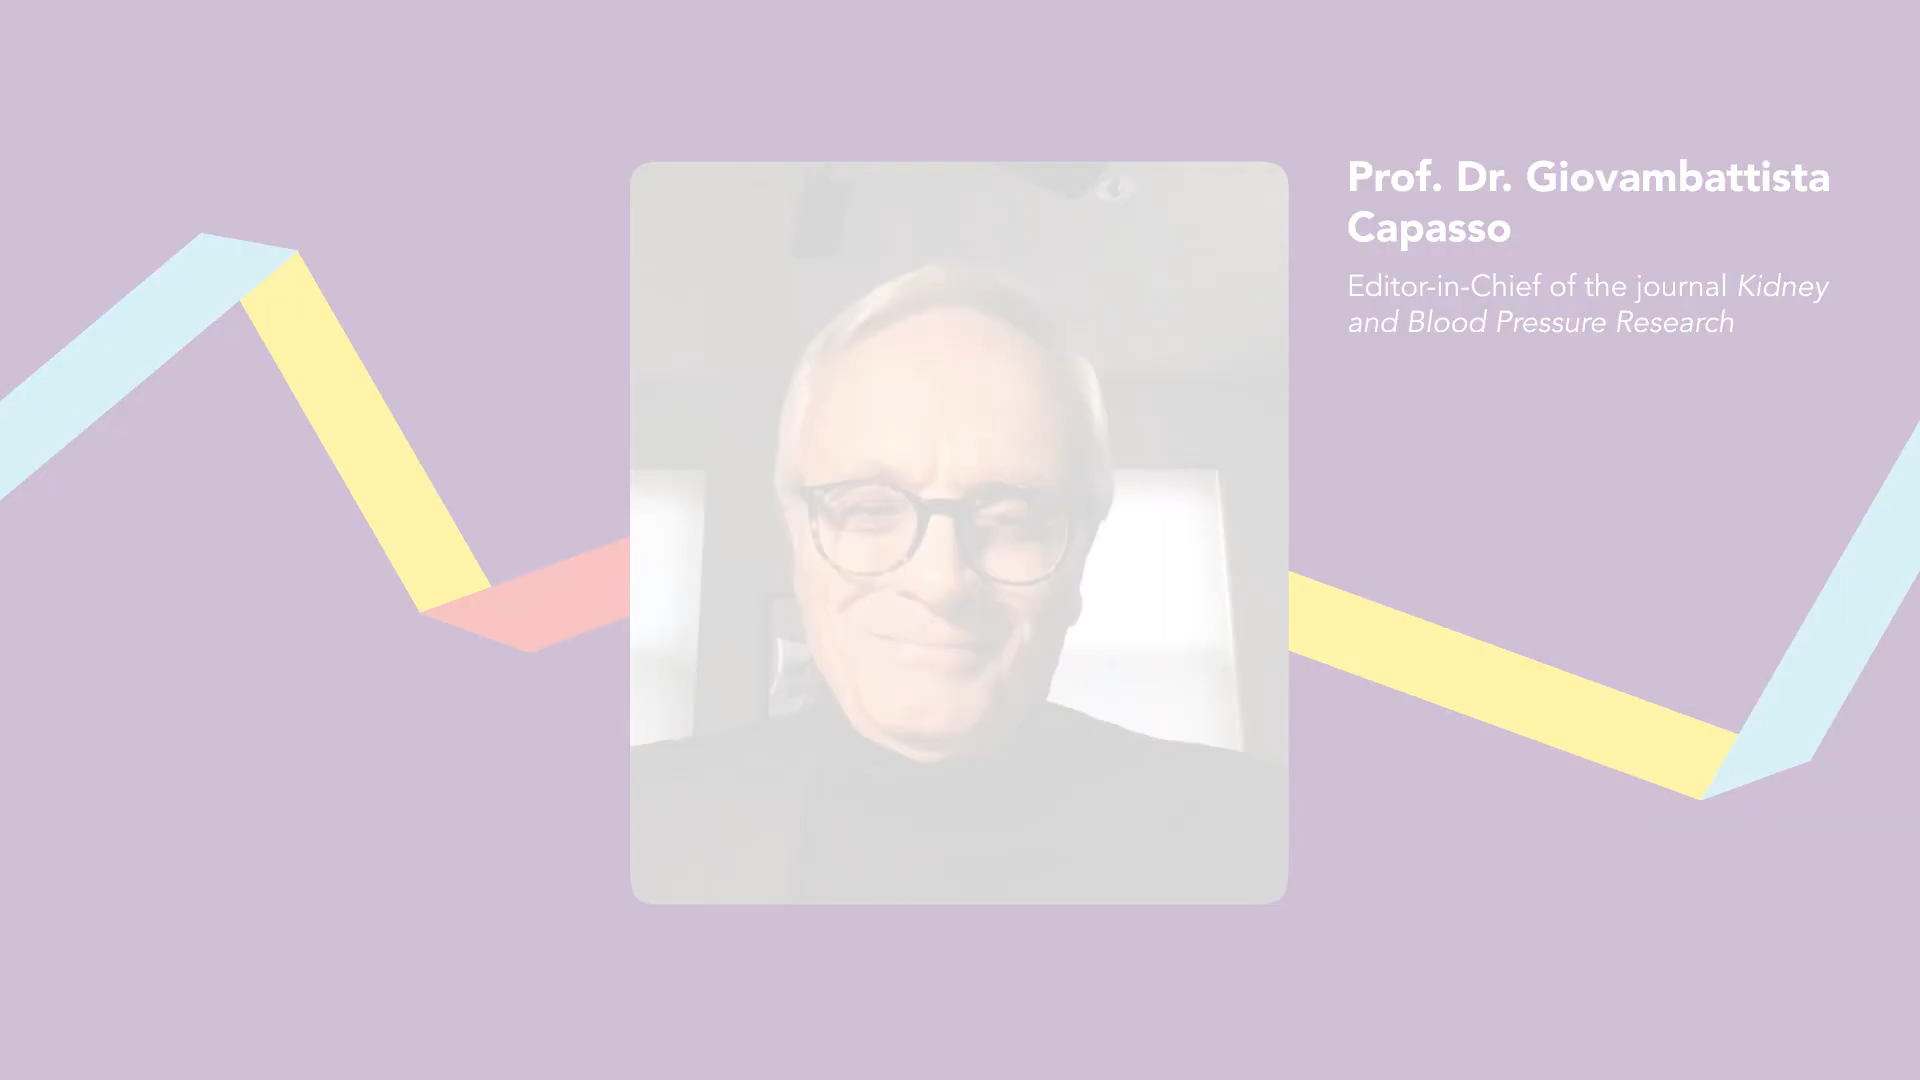 Prof. Dr. Giovambattista
Capasso
Editor-in-Chief of the journal Kidney
and Blood Pressure Research